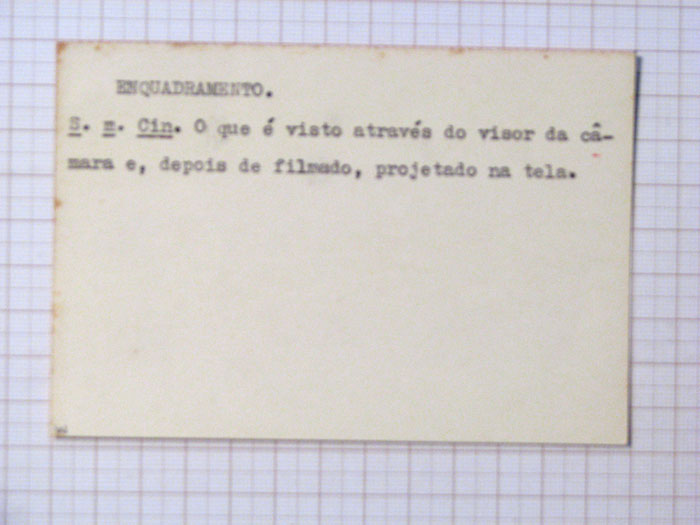 ENQUADRAMENTO.
S. m. Cin. O que é visto através do visor da câ-
mara e, depois de filmado, projetado na tela.